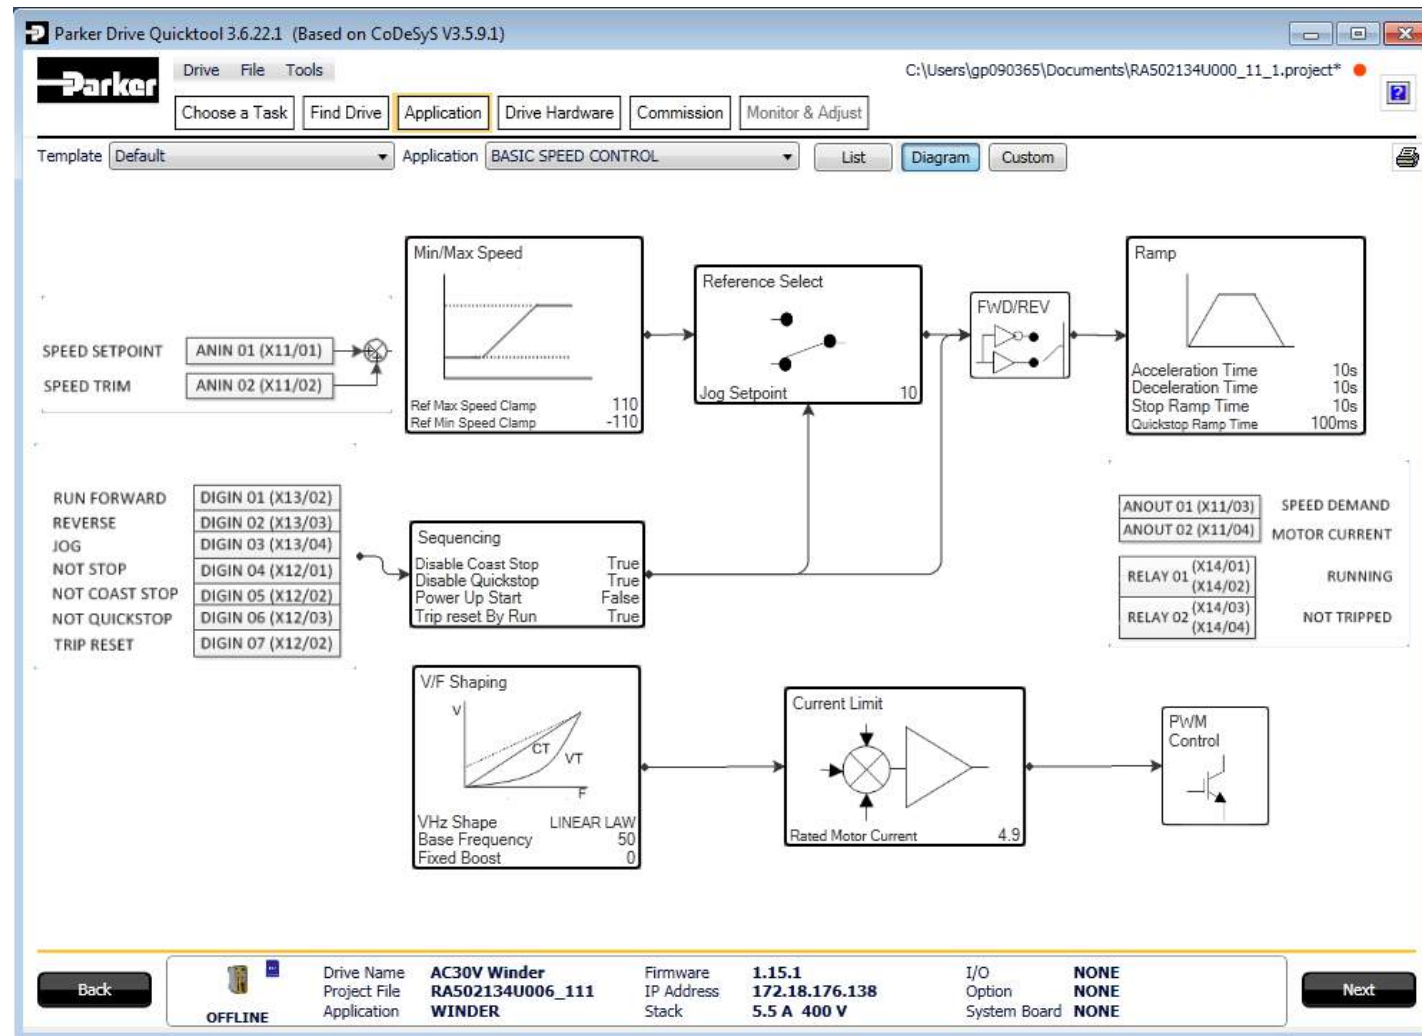 Parker Drive Quicktool 3.6.22.1 (Based on CoDeSyS V3.5.9.1)
Parker
Drive File Tools
C:\Users\gp090365\Documents\RA502134U000_11_1.project*
?
Choose a Task Find Drive Application Drive Hardware Commission Monitor & Adjust
Template Default Application BASIC SPEED CONTROL List Diagram Custom
SPEED SETPOINT ANIN 01 (X11/01)
SPEED TRIM ANIN 02 (X11/02)
Min/Max Speed
Ref Max Speed Clamp 110
Ref Min Speed Clamp -110
Reference Select
Jog Setpoint 10
FWD/REV
Ramp
Acceleration Time 10s
Deceleration Time 10s
Stop Ramp Time 10s
Quickstop Ramp Time 100ms
RUN FORWARD DIGIN 01 (X13/02)
REVERSE DIGIN 02 (X13/03)
JOG DIGIN 03 (X13/04)
NOT STOP DIGIN 04 (X12/01)
NOT COAST STOP DIGIN 05 (X12/02)
NOT QUICKSTOP DIGIN 06 (X12/03)
TRIP RESET DIGIN 07 (X12/02)
Sequencing
Disable Coast Stop True
Disable Quickstop True
Power Up Start False
Trip reset By Run True
ANOUT 01 (X11/03) SPEED DEMAND
ANOUT 02 (X11/04) MOTOR CURRENT
RELAY 01 (X14/01) (X14/02) RUNNING
RELAY 02 (X14/03) (X14/04) NOT TRIPPED
V/F Shaping
V
CT
VT
F
VHz Shape LINEAR LAW
Base Frequency 50
Fixed Boost 0
Current Limit
Rated Motor Current 4.9
PWM
Control
Back
OFFLINE
Drive Name AC30V Winder
Project File RA502134U006_111
Application WINDER
Firmware 1.15.1
IP Address 172.18.176.138
Stack 5.5 A 400 V
I/O NONE
Option NONE
System Board NONE
Next